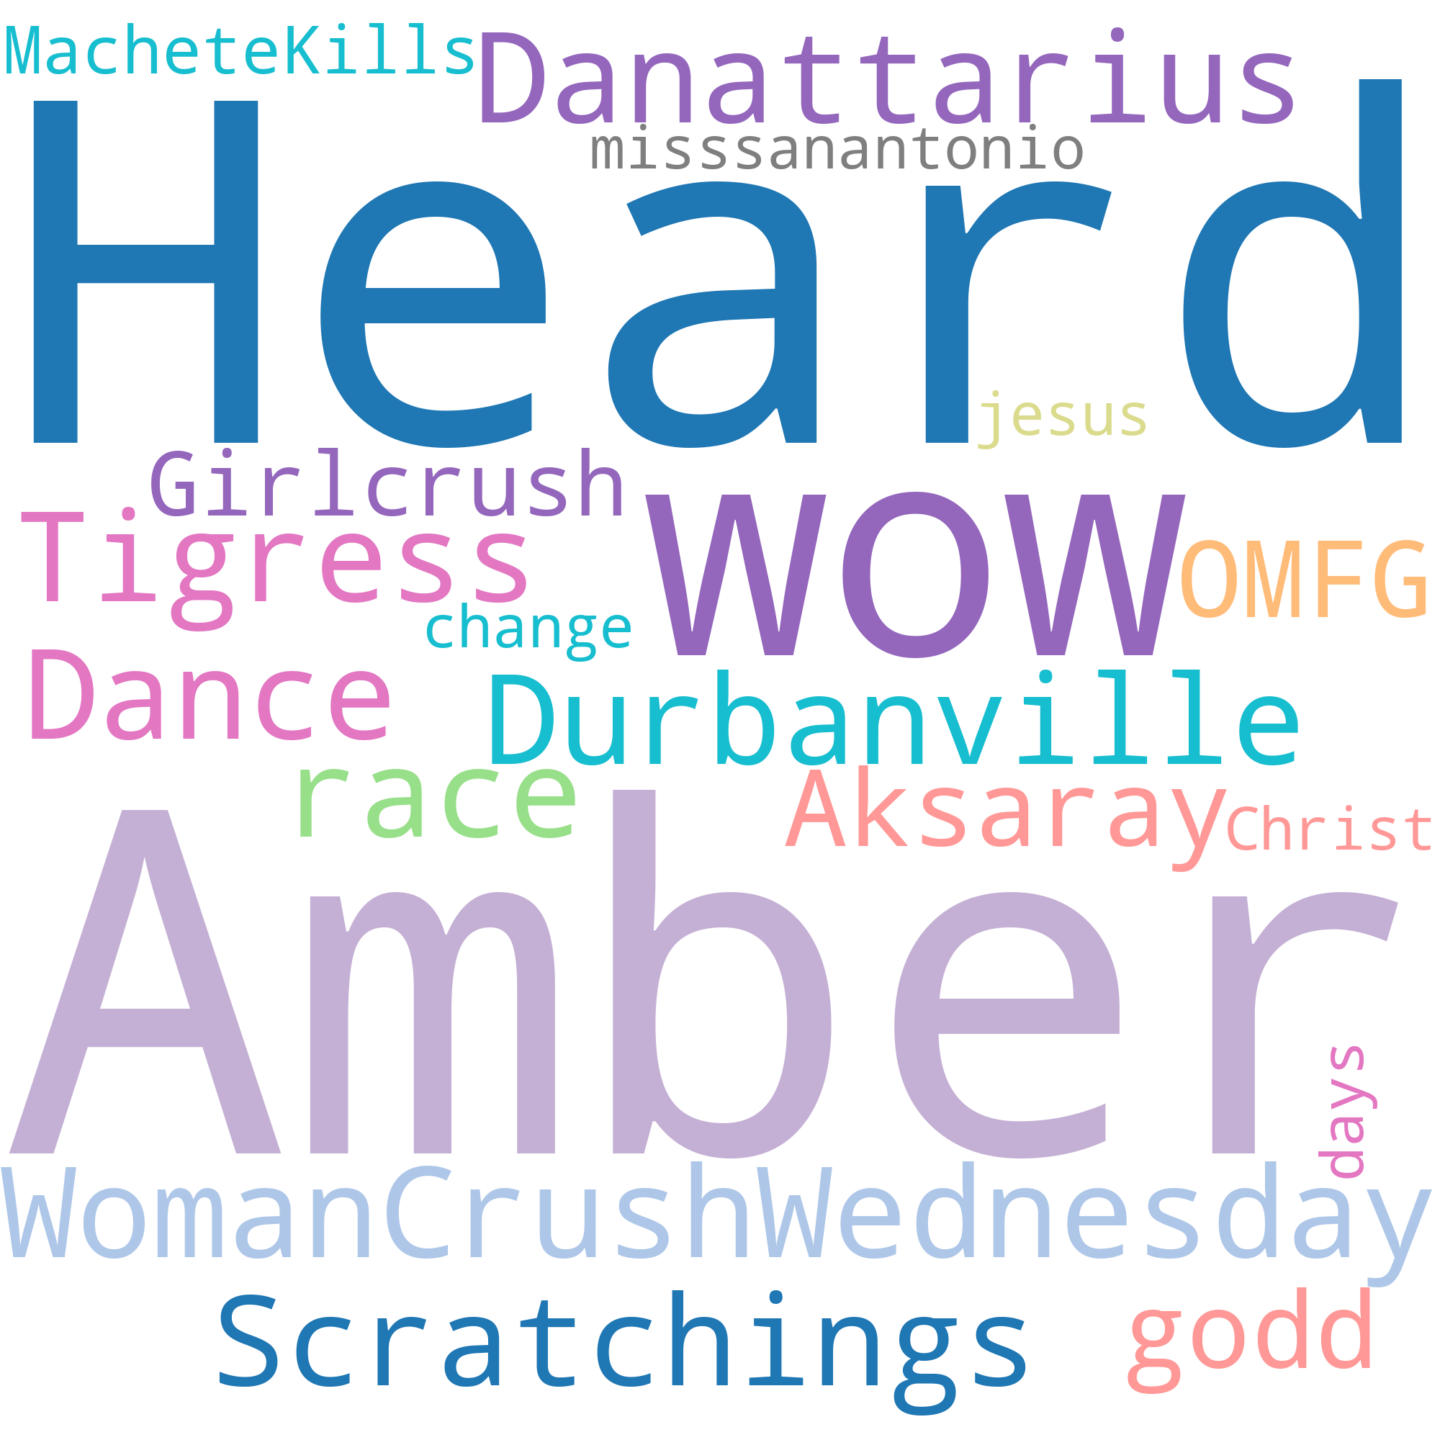 MacheteKills
Danattarius
misssanantonio
Heard
jesus
Girlcrush
Tigress
wow
OMFG
change
Dance
Durbanville
race
Aksaray
Christ
Amber
days
WomanCrushWednesday
Scratchings
godd